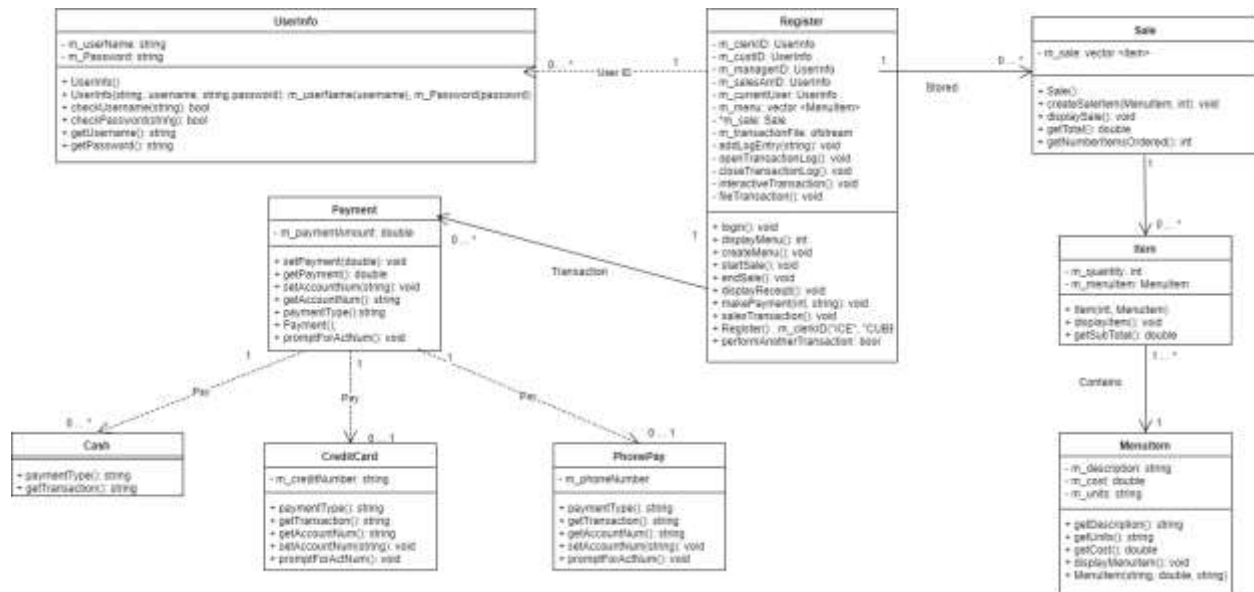 UserInfo
- m_userName: string
- m_Password: string
+ UserInfo()
+ UserInfo(string, username, string password): m_userName(username), m_Password(password)
+ checkUsername(string): bool
+ checkPassword(string): bool
+ getUsername(): string
+ getPassword(): string
0...*
User ID
1
Register
- m_clerkID: UserInfo
- m_custID: UserInfo
- m_managerID: UserInfo
- m_salesAnID: UserInfo
- m_currentUser: UserInfo
- m_menu: vector <MenuItem>
- *m_sale: Sale
- m_transactionFile: ofstream
- addLogEntry(string): void
- openTransactionLog(): void
- closeTransactionLog(): void
- interactiveTransaction(): void
- fileTransaction(): void
+ login(): void
+ displayMenu(): int
+ createMenu(): void
+ startSale(): void
+ endSale(): void
+ displayReceipt(): void
+ makePayment(int, string): void
+ salesTransaction(): void
+ Register() : m_clerkID("ICE", "CUBE
+ performAnotherTransaction: bool
1
Stored
0...*
Sale
- m_sale: vector <Item>
+ Sale()
+ createSaleItem(MenuItem, int): void
+ displaySale(): void
+ getTotal(): double
+ getNumberItemsOrdered(): int
1
0...*
Item
- m_quantity: int
- m_menuItem: MenuItem
+ Item(int, MenuItem)
+ displayItem(): void
+ getSubTotal(): double
1...*
Contains
1
MenuItem
- m_description: string
- m_cost: double
- m_units: string
+ getDescription(): string
+ getUnits(): string
+ getCost(): double
+ displayMenuItem(): void
+ MenuItem(string, double, string)
1
Transaction
0...*
Payment
- m_paymentAmount: double
+ setPayment(double): void
+ getPayment(): double
+ setAccountNum(string): void
+ getAccountNum(): string
+ paymentType():string
+ Payment();
+ promptForActNum(): void
1
1
1
Pay
Pay
Pay
0...*
0...1
0...1
Cash
+ paymentType(): string
+ getTransaction(): string
CreditCard
- m_creditNumber: string
+ paymentType(): string
+ getTransaction(): string
+ getAccountNum(): string
+ setAccountNum(string): void
+ promptForActNum(): void
PhonePay
- m_phoneNumber
+ paymentType(): string
+ getTransaction(): string
+ getAccountNum(): string
+ setAccountNum(string): void
+ promptForActNum(): void